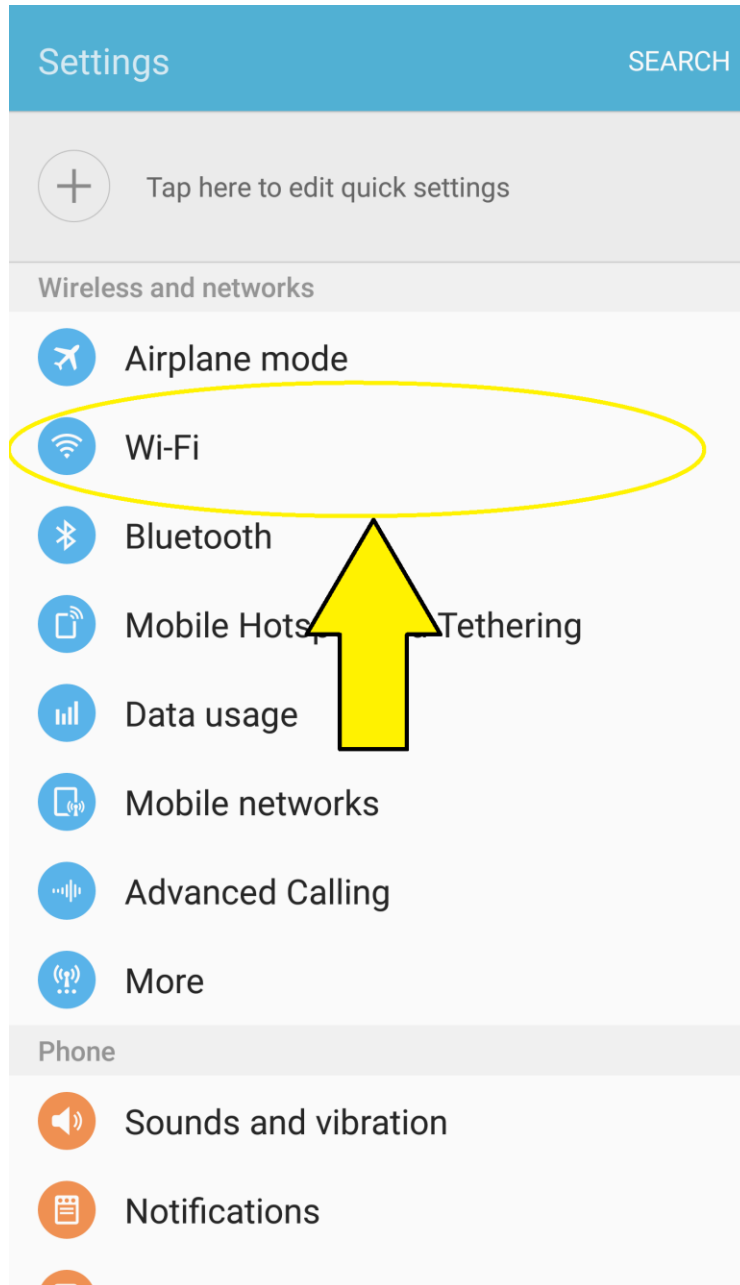 Settings SEARCH
Tap here to edit quick settings
Wireless and networks
Airplane mode
Wi-Fi
Bluetooth
Mobile Hotsp Tethering
Data usage
Mobile networks
Advanced Calling
More
Phone
Sounds and vibration
Notifications